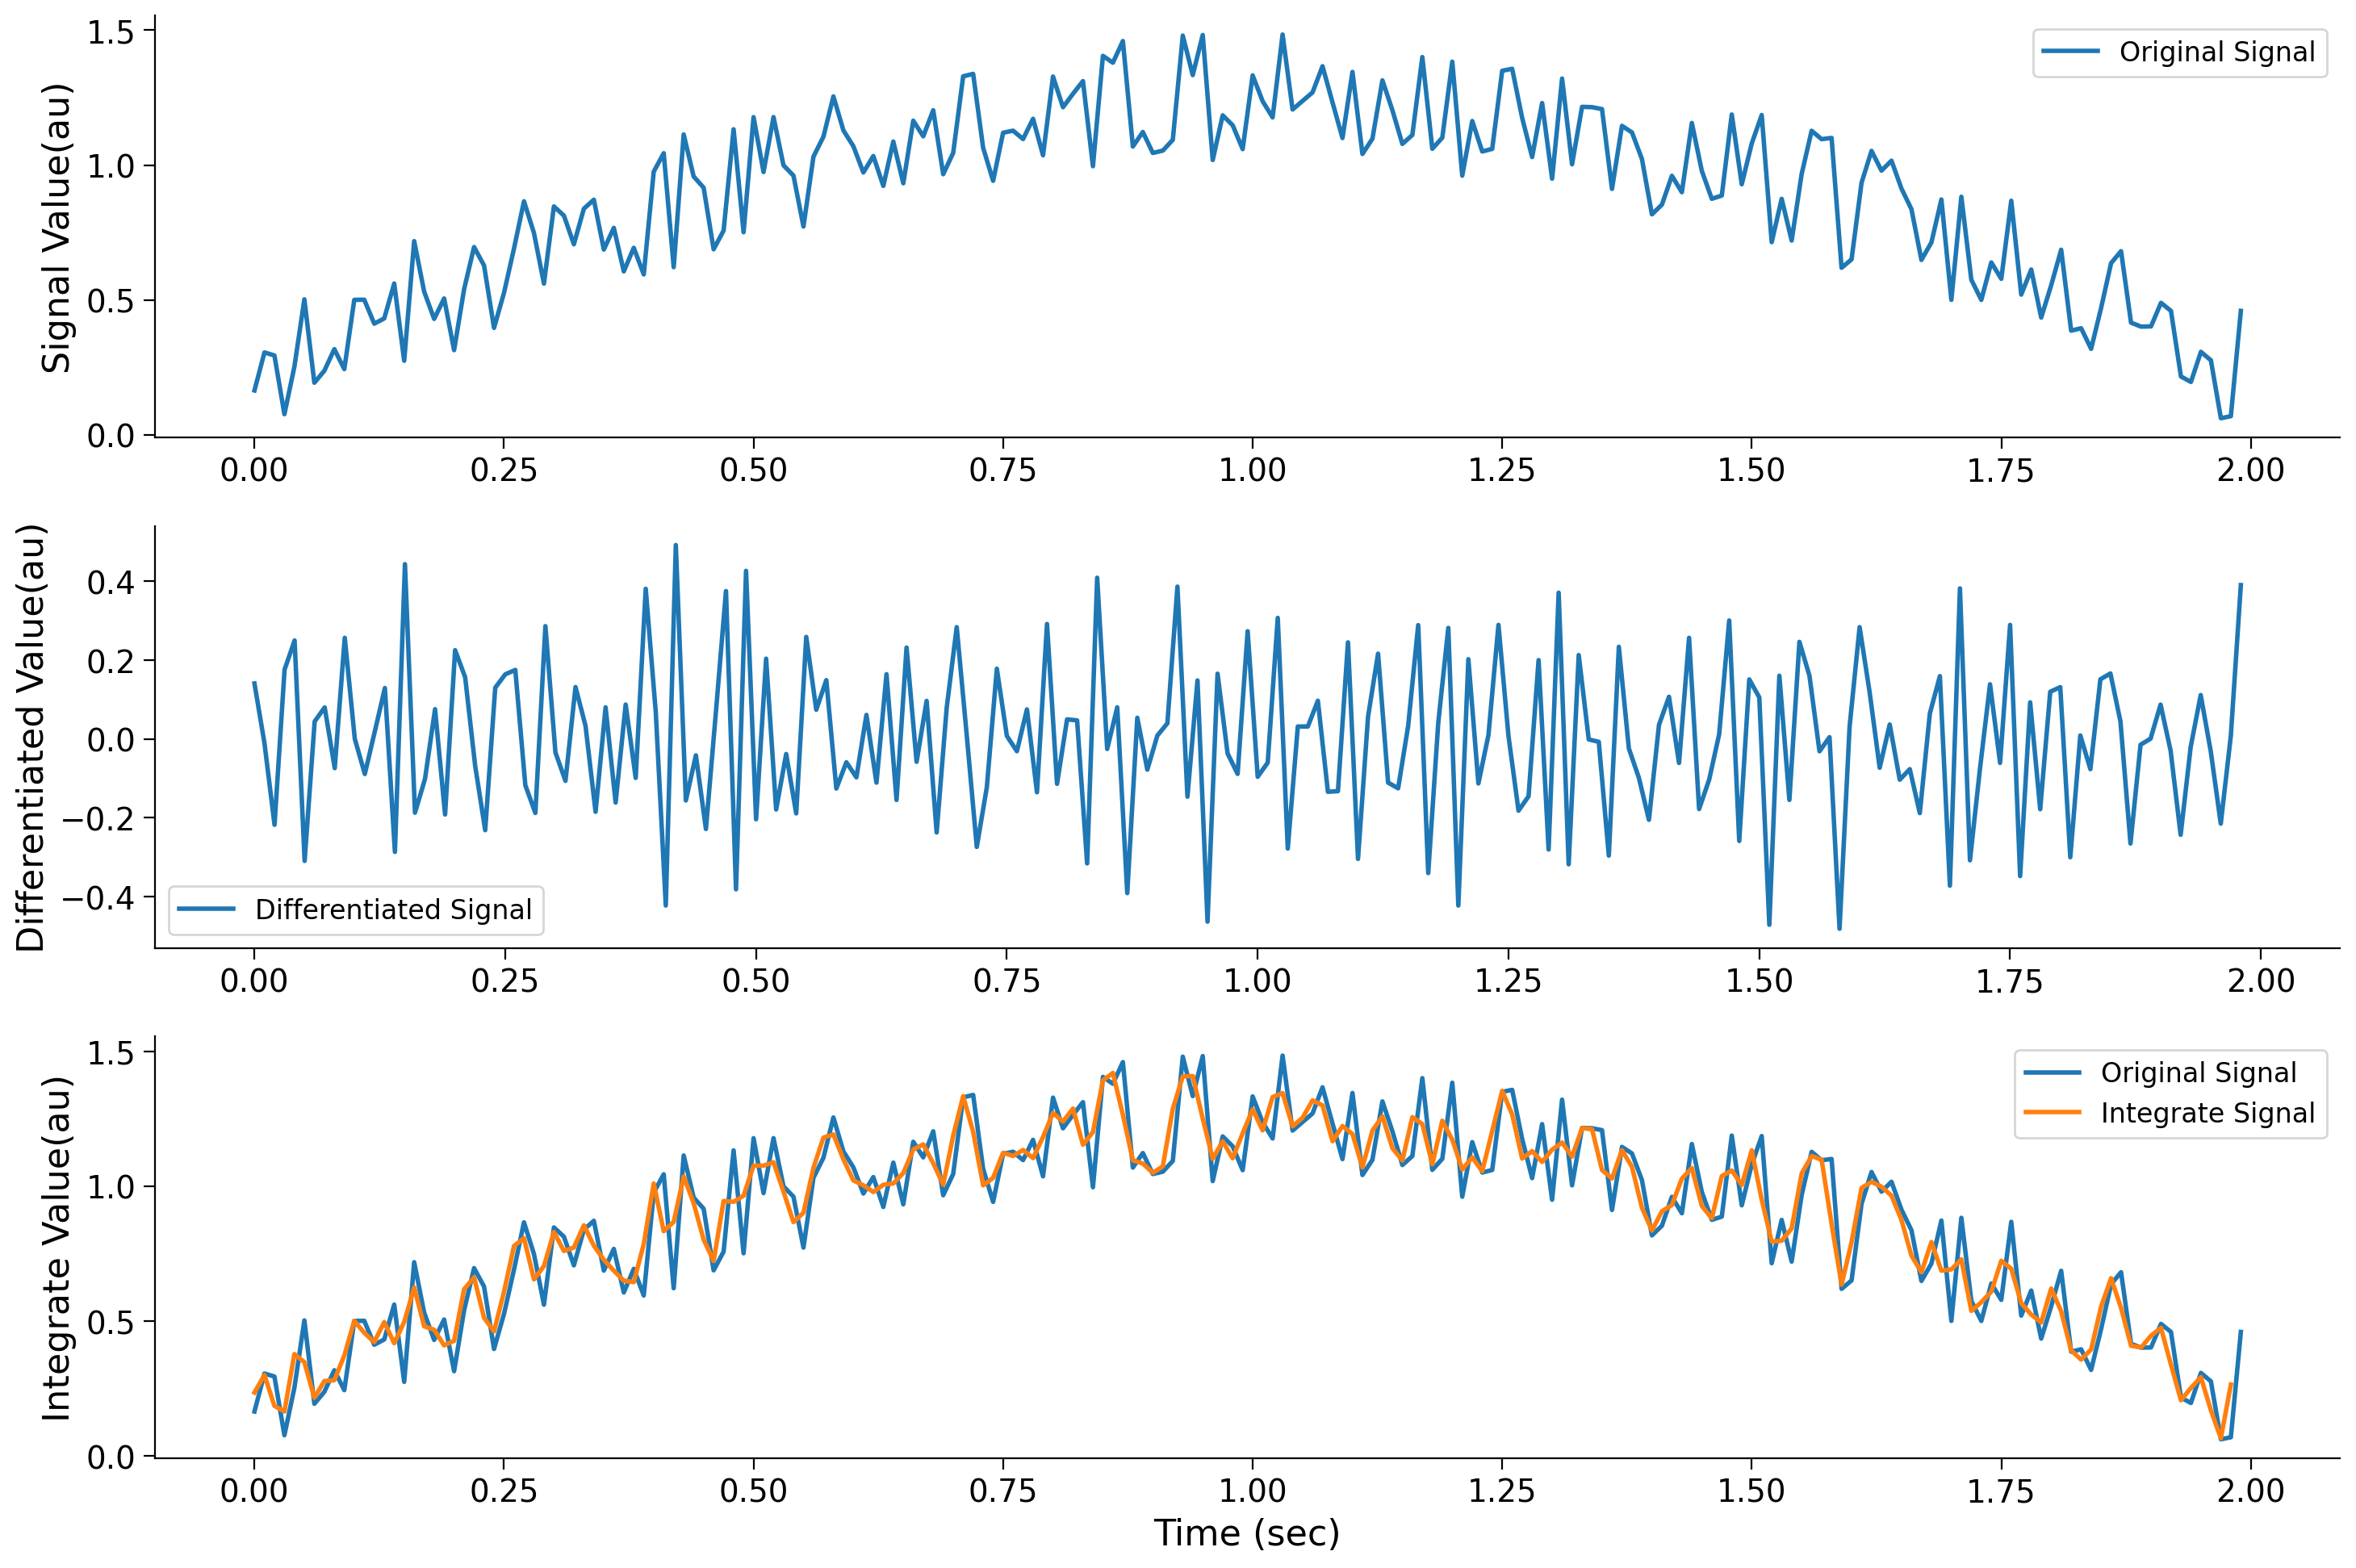 Signal Value(au)
1.5
1.0
0.5
0.0
Original Signal
0.00 0.25 0.50 0.75 1.00 1.25 1.50 1.75 2.00
Differentiated Value(au)
0.4
0.2
0.0
−0.2
−0.4
Differentiated Signal
0.00 0.25 0.50 0.75 1.00 1.25 1.50 1.75 2.00
Integrate Value(au)
1.5
1.0
0.5
0.0
Original Signal
Integrate Signal
0.00 0.25 0.50 0.75 1.00 1.25 1.50 1.75 2.00
Time (sec)